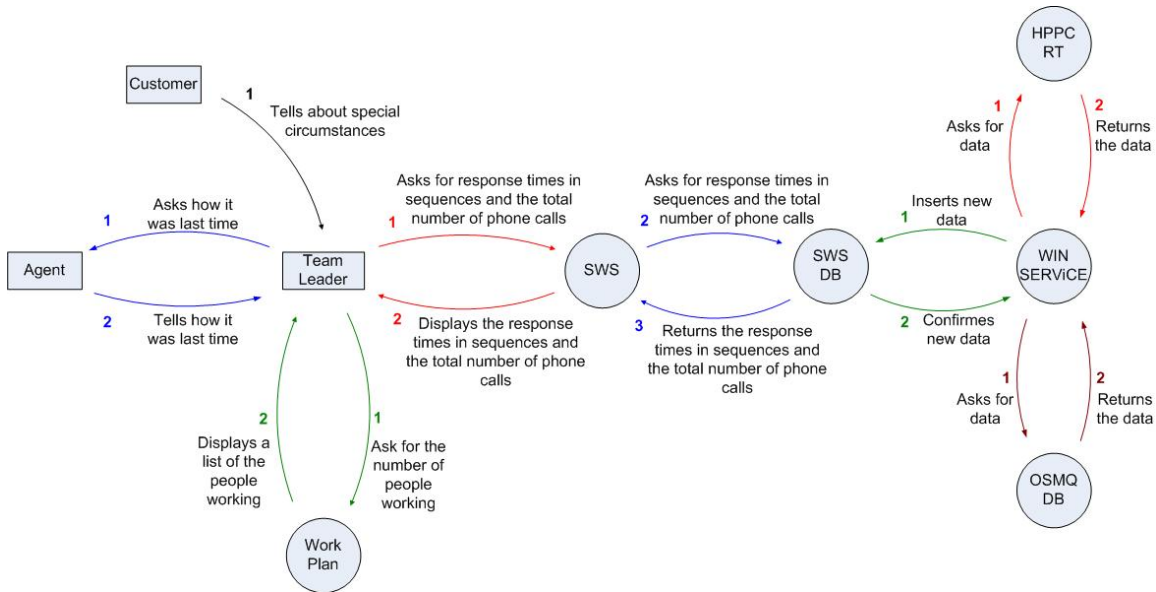 HPPC
RT
Customer
1
Tells about special
circumstances
1
Asks for
data
2
Returns
the data
Asks how it
was last time
1
Asks for response times in
sequences and the total
number of phone calls
1
Asks for response times in
sequences and the total
number of phone calls
2
Inserts new
data
1
Agent
Team
Leader
SWS
SWS
DB
WIN
SERViCE
2
Tells how it
was last time
2
Displays the response
times in sequences and
the total number of phone
calls
3
Returns the response
times in sequences and
the total number of phone
calls
2
Confirmes
new data
1
Asks for
data
2
Returns
the data
2
Displays a
list of the
people
working
1
Ask for the
number of
people
working
OSMQ
DB
Work
Plan